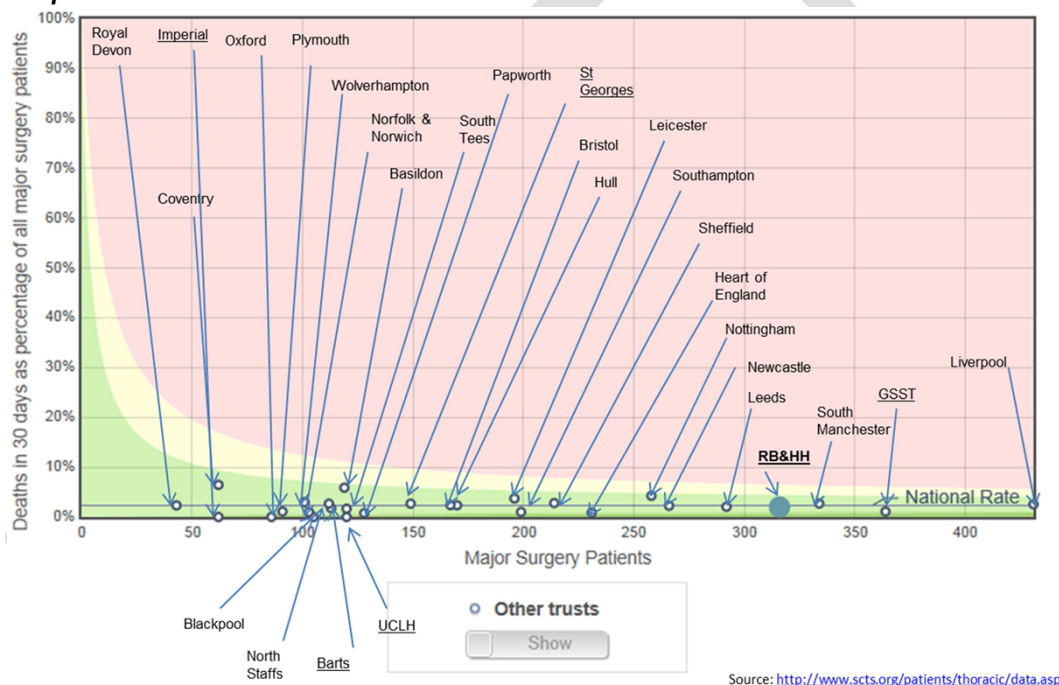 100%
90%
80%
70%
60%
50%
40%
30%
20%
10%
0%
Deaths in 30 days as percentage of all major surgery patients
Royal
Devon
Imperial
Oxford
Plymouth
Wolverhampton
Norfolk &
Norwich
Basildon
South
Tees
Papworth
St
Georges
Bristol
Hull
Leicester
Southampton
Sheffield
Heart of
England
Nottingham
Newcastle
Leeds
RB&HH
South
Manchester
GSST
Liverpool
Coventry
National Rate
0
50
100
150
200
250
300
350
400
Major Surgery Patients
Blackpool
North
Staffs
Barts
UCLH
Other trusts
Show
Source: http://www.scts.org/patients/thoracic/data.asp